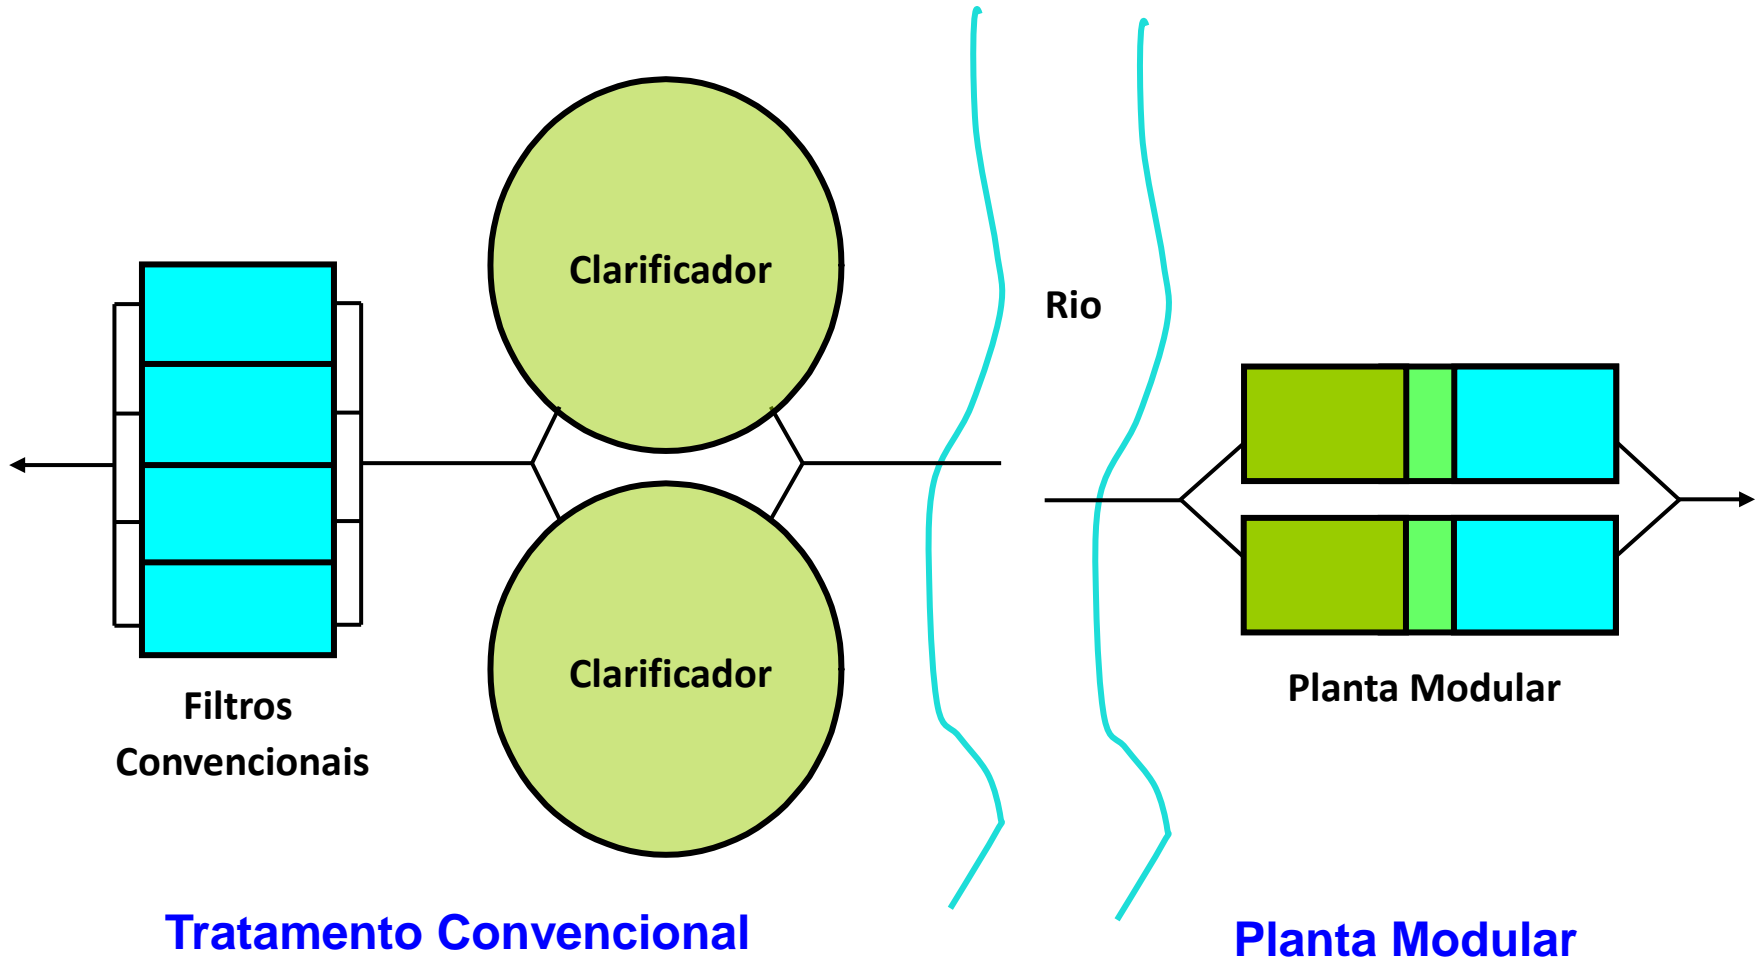 Clarificador
Rio
Clarificador
Planta Modular
Filtros
Convencionais
Tratamento Convencional
Planta Modular